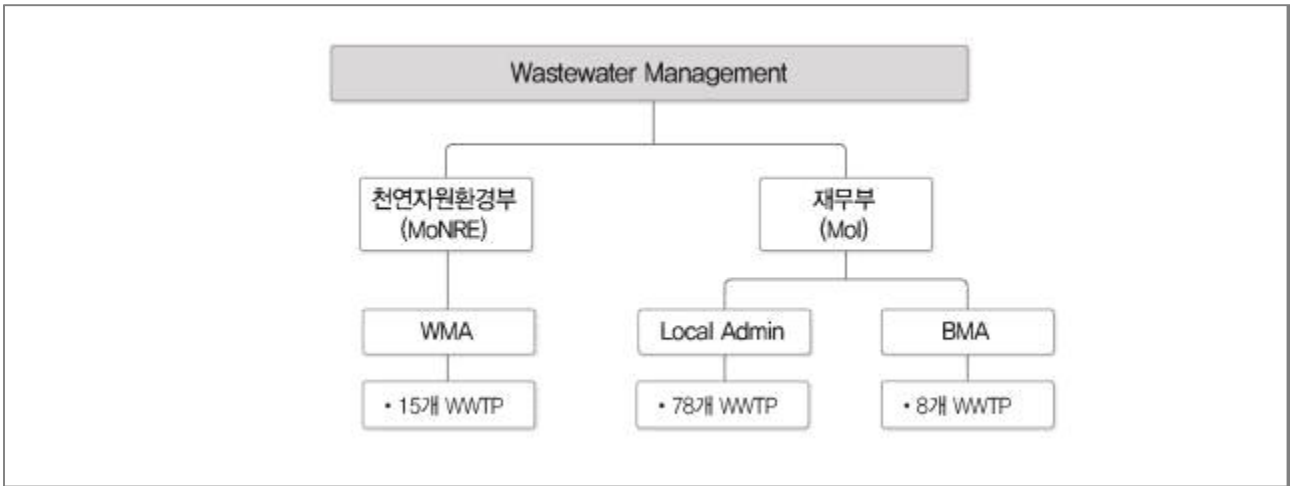 Wastewater Management
천연자원환경부
(MoNRE)
재무부
(MoI)
WMA
Local Admin
BMA
• 15개 WWTP
• 78개 WWTP
• 8개 WWTP